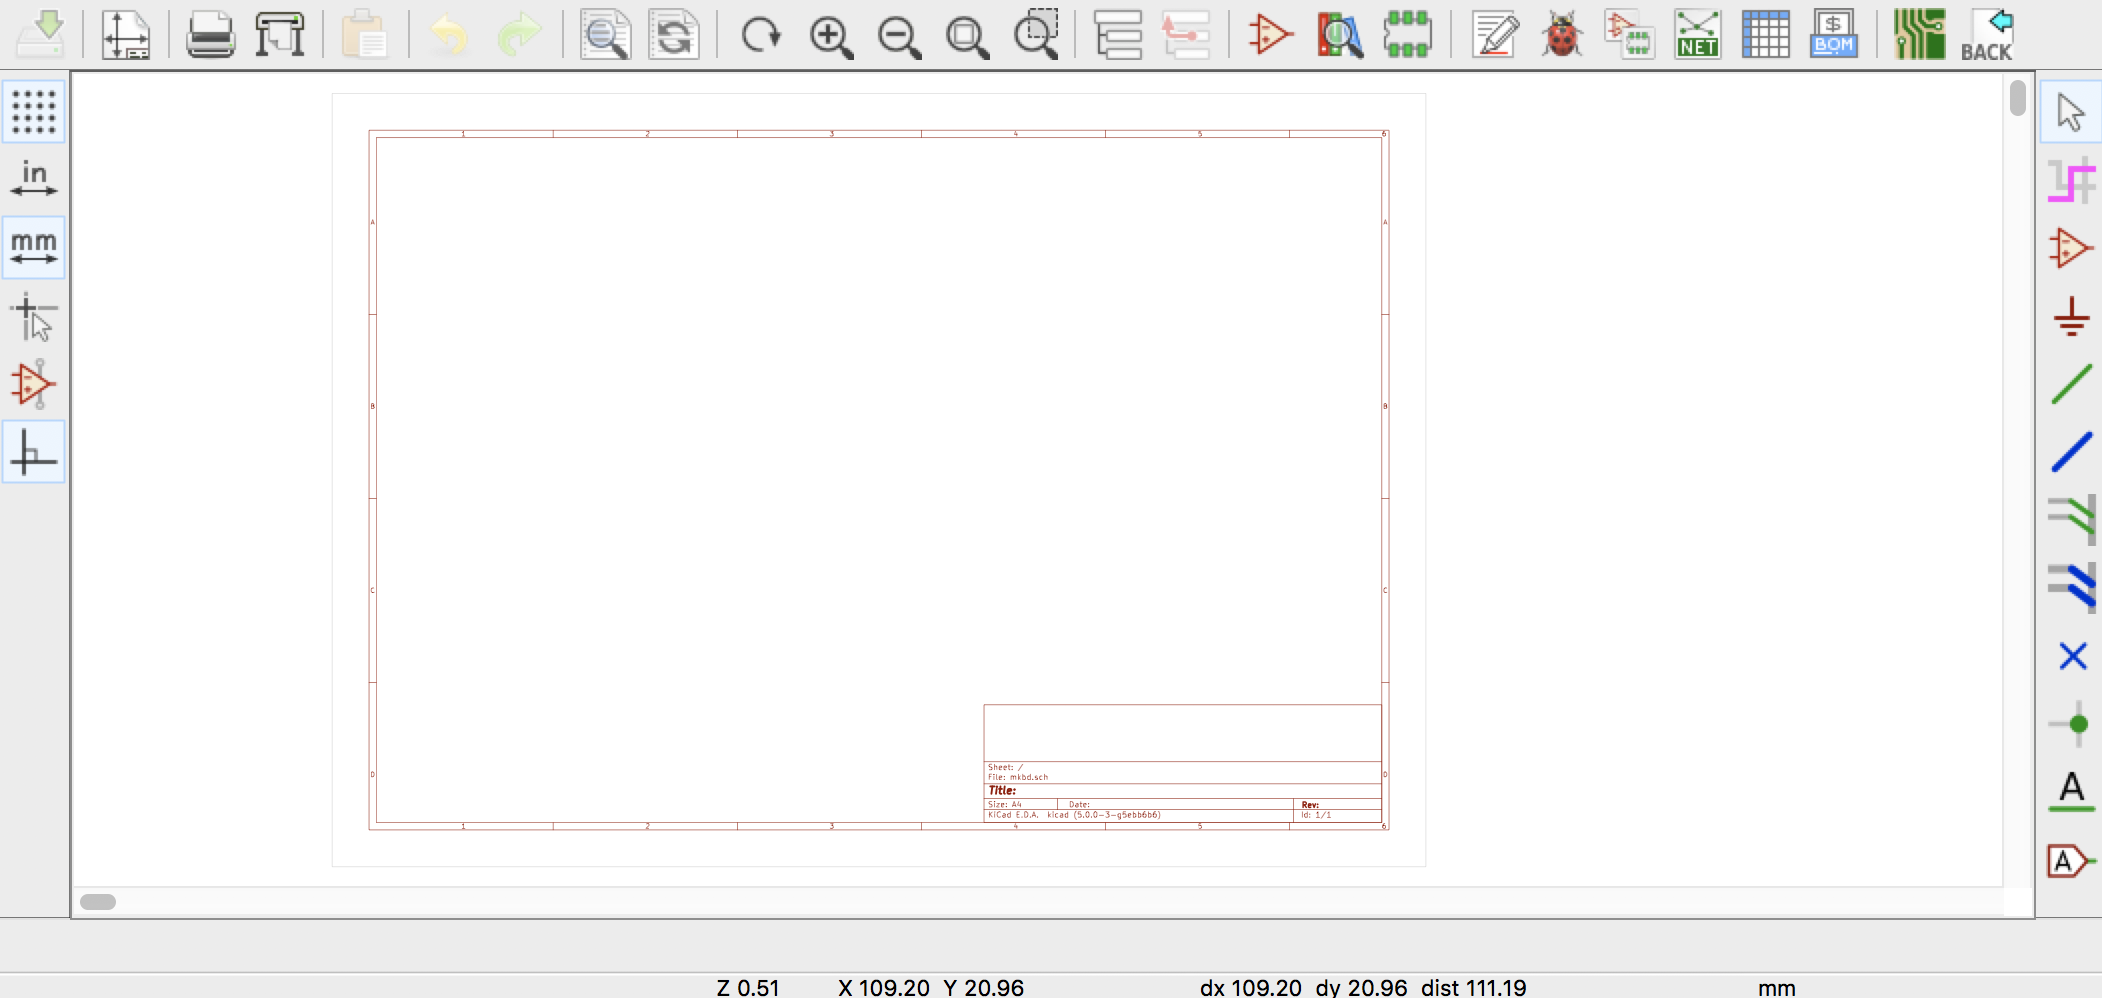 NET
$
BOM
BACK
in
mm
1 2 3 4 5 6
A A
B B
C C
D D
Sheet: /
File: mkbd.sch
Title:
Size: A4 Date: Rev:
KiCad E.D.A. kicad (5.0.0-3-g5ebb6b6) Id: 1/1
1 2 3 4 5 6
A
A
Z 0.51 X 109.20 Y 20.96 dx 109.20 dy 20.96 dist 111.19 mm